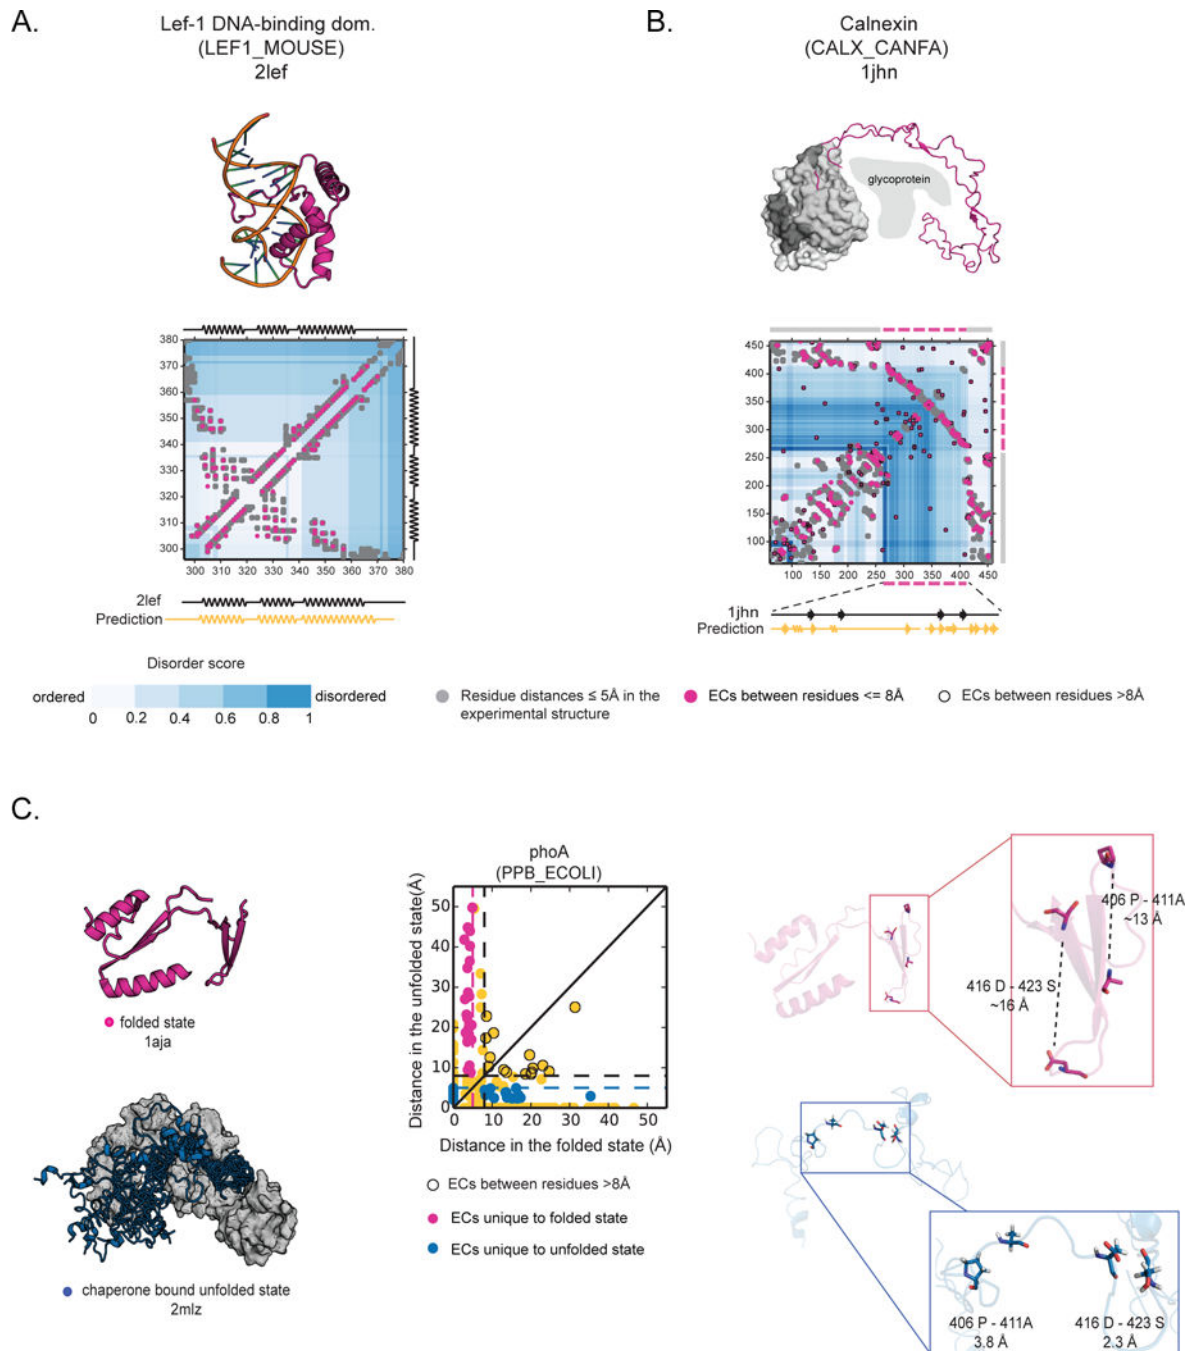 A.
Lef-1 DNA-binding dom.
(LEF1_MOUSE)
2lef
380
370
360
350
340
330
320
310
300
300 310 320 330 340 350 360 370 380
2lef
Prediction
B.
Calnexin
(CALX_CANFA)
1jhn
glycoprotein
450
400
350
300
250
200
150
100
100 150 200 250 300 350 400 450
1jhn
Prediction
Disorder score
ordered
disordered
0 0.2 0.4 0.6 0.8 1
Residue distances ≤ 5Å in the
experimental structure
ECs between residues <= 8Å
ECs between residues >8Å
C.
folded state
1aja
chaperone bound unfolded state
2mlz
phoA
(PPB_ECOLI)
Distance in the unfolded state(Å)
50
40
30
20
10
0
0 10 20 30 40 50
Distance in the folded state (Å)
ECs between residues >8Å
ECs unique to folded state
ECs unique to unfolded state
406 P - 411A
~13 Å
416 D - 423 S
~16 Å
406 P - 411A
3.8 Å
416 D - 423 S
2.3 Å